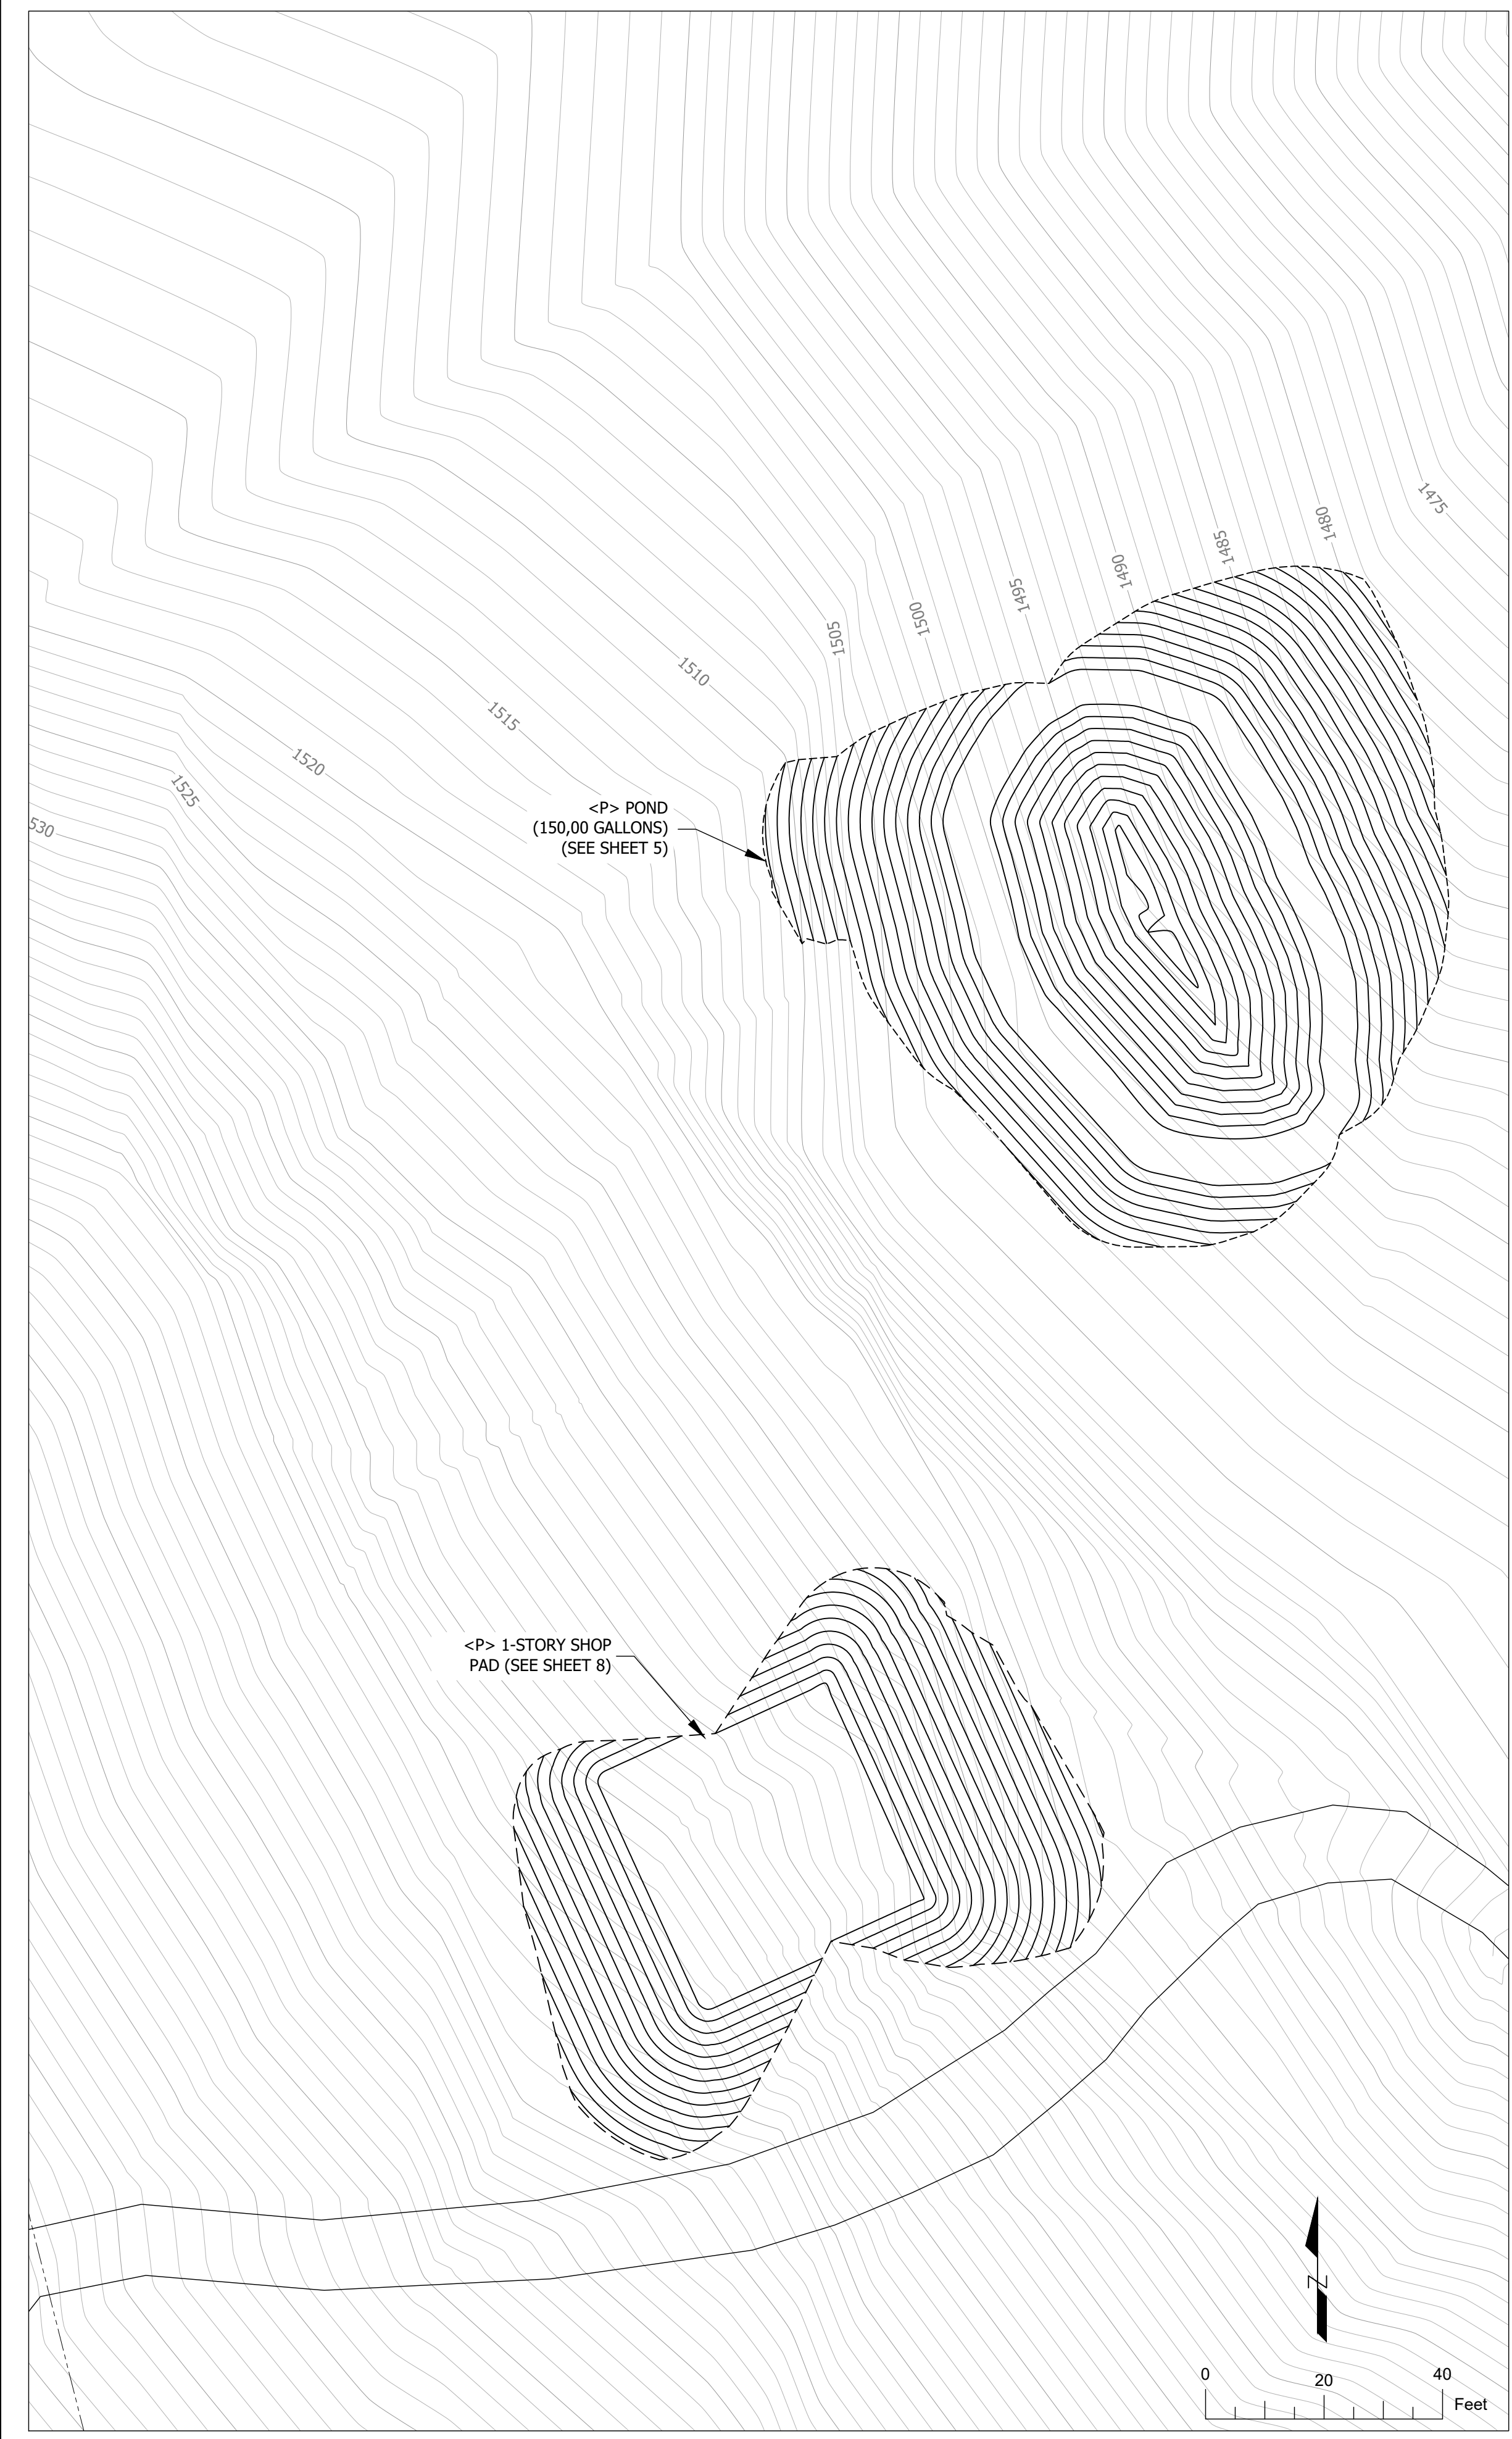 1475
1480
1485
1490
1495
1500
1505
1510
1515
1520
1525
530
<P> POND
(150,00 GALLONS)
(SEE SHEET 5)
<P> 1-STORY SHOP
PAD (SEE SHEET 8)
N
0 20 40
Feet